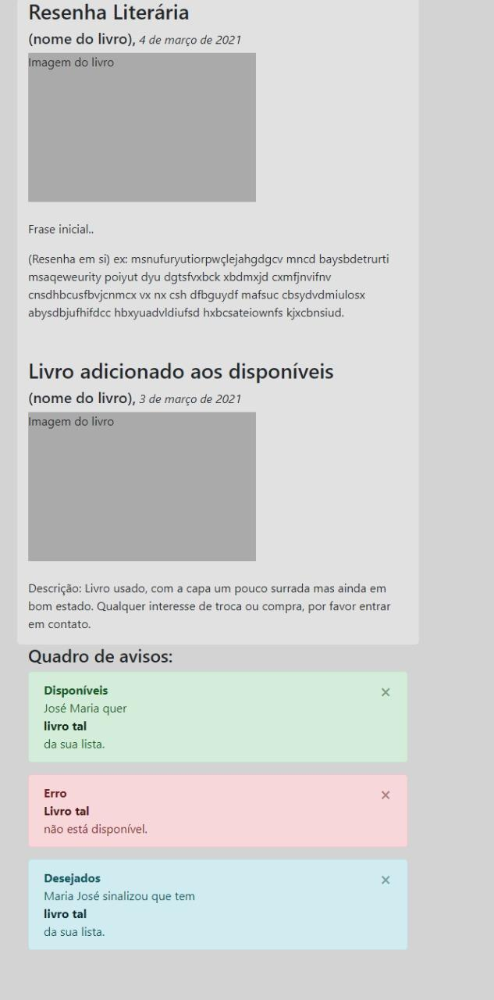 Resenha Literária
(nome do livro), 4 de março de 2021
Imagem do livro
Frase inicial..
(Resenha em si) ex: msnufuryutiorpwçlejahgdgcv mncd baysbdetrurti
msaqeweurity poiyut dyu dgtsfvxbck xbdmxjd cxmfjnvifnv
cnsdhbcusfbvjcnmcx vx nx csh dfbguydf mafsuc cbsydvdmiulosx
abysdbjufhifdcc hbxyuadvldiufsd hxbcsateiownfs kjxcbnsiud.
Livro adicionado aos disponíveis
(nome do livro), 3 de março de 2021
Imagem do livro
Descrição: Livro usado, com a capa um pouco surrada mas ainda em
bom estado. Qualquer interesse de troca ou compra, por favor entrar
em contato.
Quadro de avisos:
Disponíveis
×
José Maria quer
livro tal
da sua lista.
Erro
×
Livro tal
não está disponível.
Desejados
×
Maria José sinalizou que tem
livro tal
da sua lista.